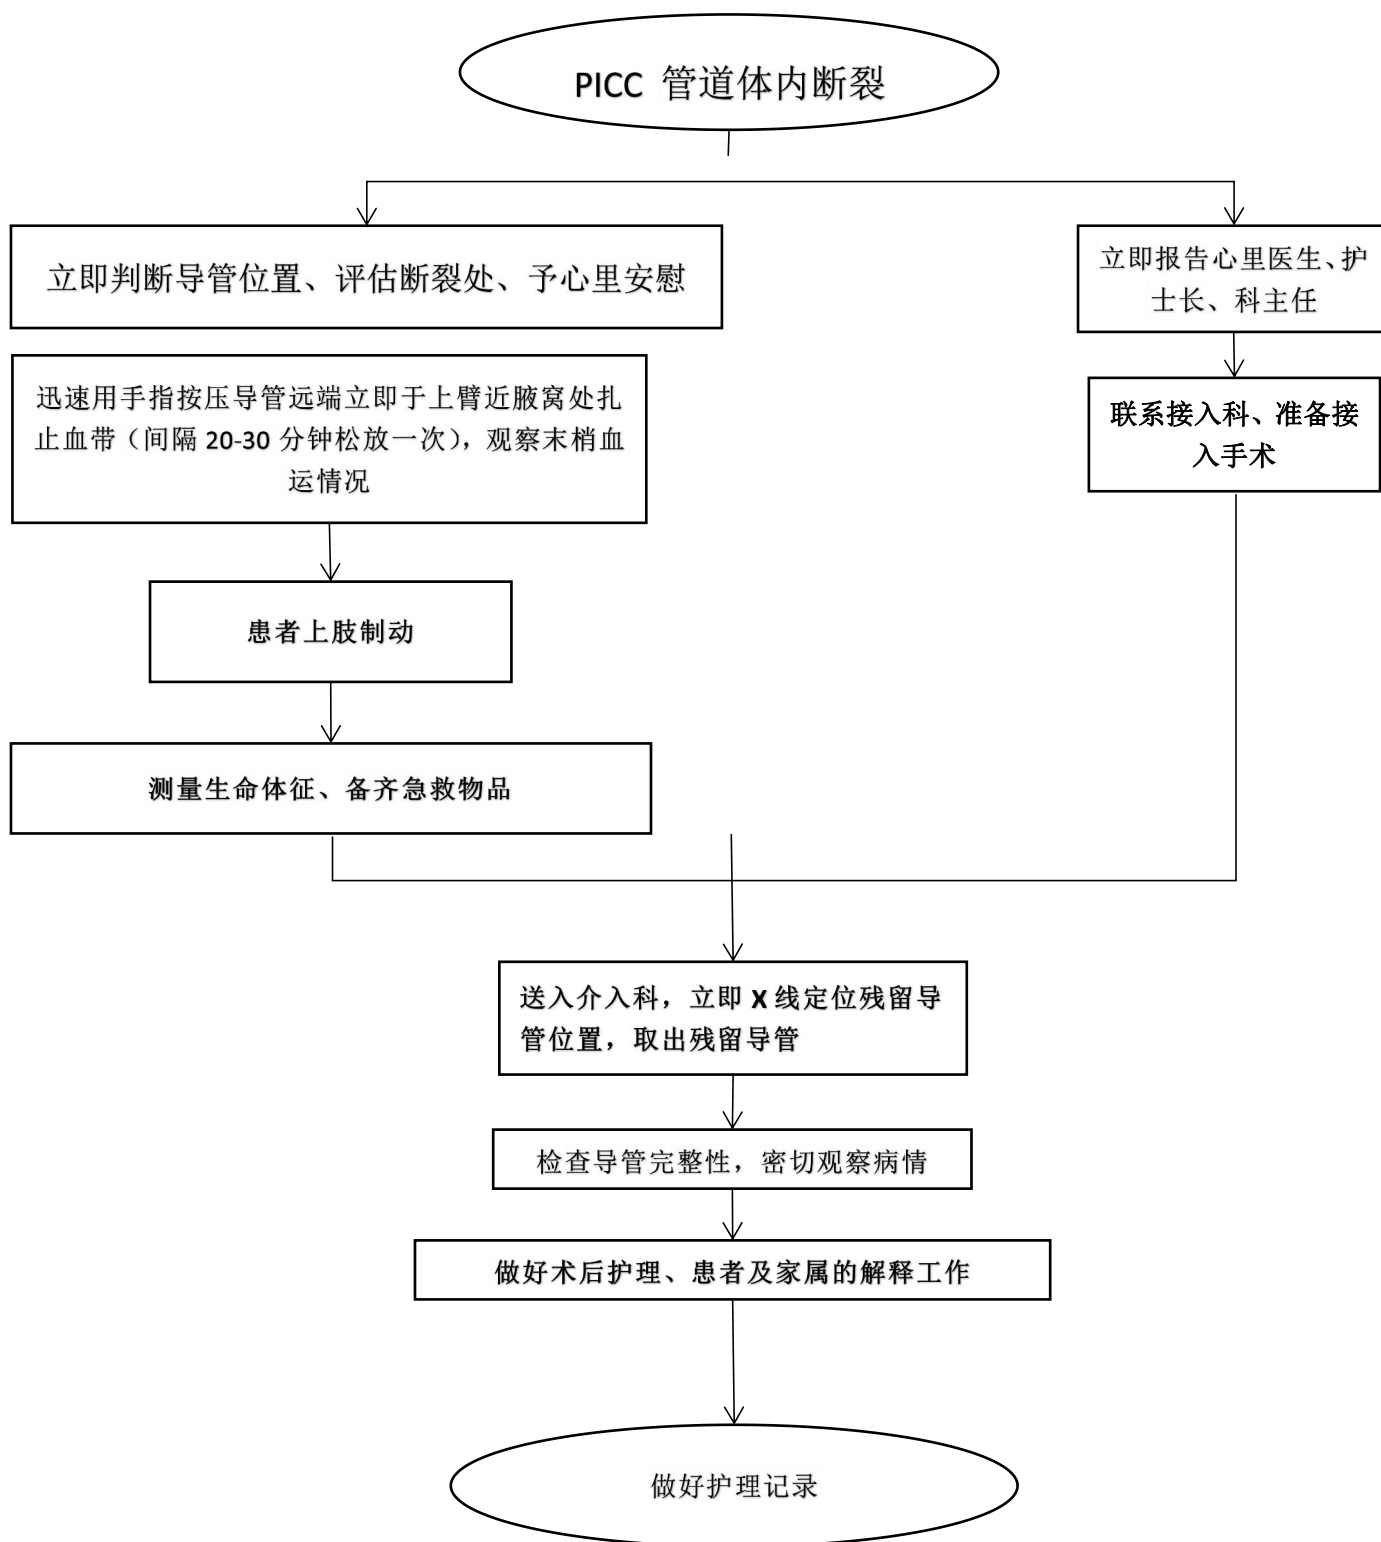 PICC 管道体内断裂
立即判断导管位置、评估断裂处、予心里安慰
立即报告心里医生、护
士长、科主任
迅速用手指按压导管远端立即于上臂近腋窝处扎
止血带（间隔 20-30 分钟松放一次），观察末梢血
运情况
联系接入科、准备接
入手术
患者上肢制动
测量生命体征、备齐急救物品
送入介入科，立即 X 线定位残留导
管位置，取出残留导管
检查导管完整性，密切观察病情
做好术后护理、患者及家属的解释工作
做好护理记录